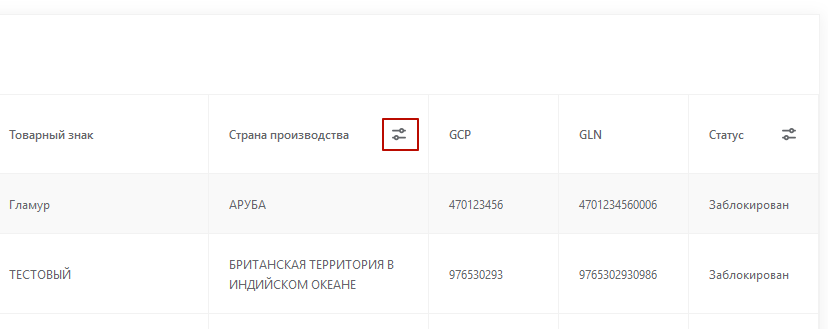 Товарный знак Страна производства GCP GLN Статус
Гламур АРУБА 470123456 4701234560006 Заблокирован
ТЕСТОВЫЙ БРИТАНСКАЯ ТЕРРИТОРИЯ В ИНДИЙСКОМ ОКЕАНЕ 976530293 9765302930986 Заблокирован